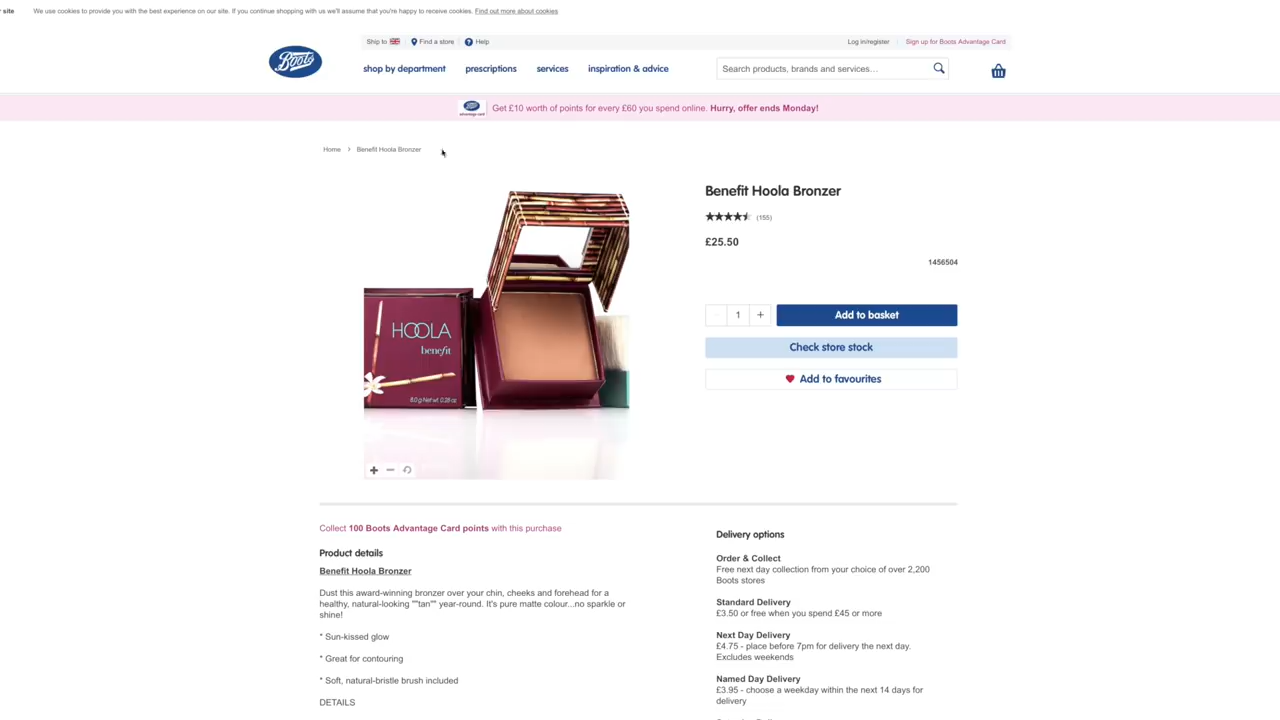 r site
We use cookies to provide you with the best experience on our site. If you continue shopping with us we'll assume that you're happy to receive cookies. Find out more about cookies
Ship to
Find a store
? Help
Log in/register
Sign up for Boots Advantage Card
Boots
shop by department
prescriptions
services
inspiration & advice
Search products, brands and services...
Boots
advantage card
Get £10 worth of points for every £60 you spend online. Hurry, offer ends Monday!
Home > Benefit Hoola Bronzer
Benefit Hoola Bronzer
(155)
£25.50
1456504
- 1 +
Add to basket
Check store stock
Add to favourites
HOOLA
benefit
8.0 g Net wt. 0.28 oz.
Collect 100 Boots Advantage Card points with this purchase
Product details
Benefit Hoola Bronzer
Dust this award-winning bronzer over your chin, cheeks and forehead for a
healthy, natural-looking ""tan"" year-round. It's pure matte colour...no sparkle or
shine!
* Sun-kissed glow
* Great for contouring
* Soft, natural-bristle brush included
DETAILS
Delivery options
Order & Collect
Free next day collection from your choice of over 2,200
Boots stores
Standard Delivery
£3.50 or free when you spend £45 or more
Next Day Delivery
£4.75 - place before 7pm for delivery the next day.
Excludes weekends
Named Day Delivery
£3.95 - choose a weekday within the next 14 days for
delivery